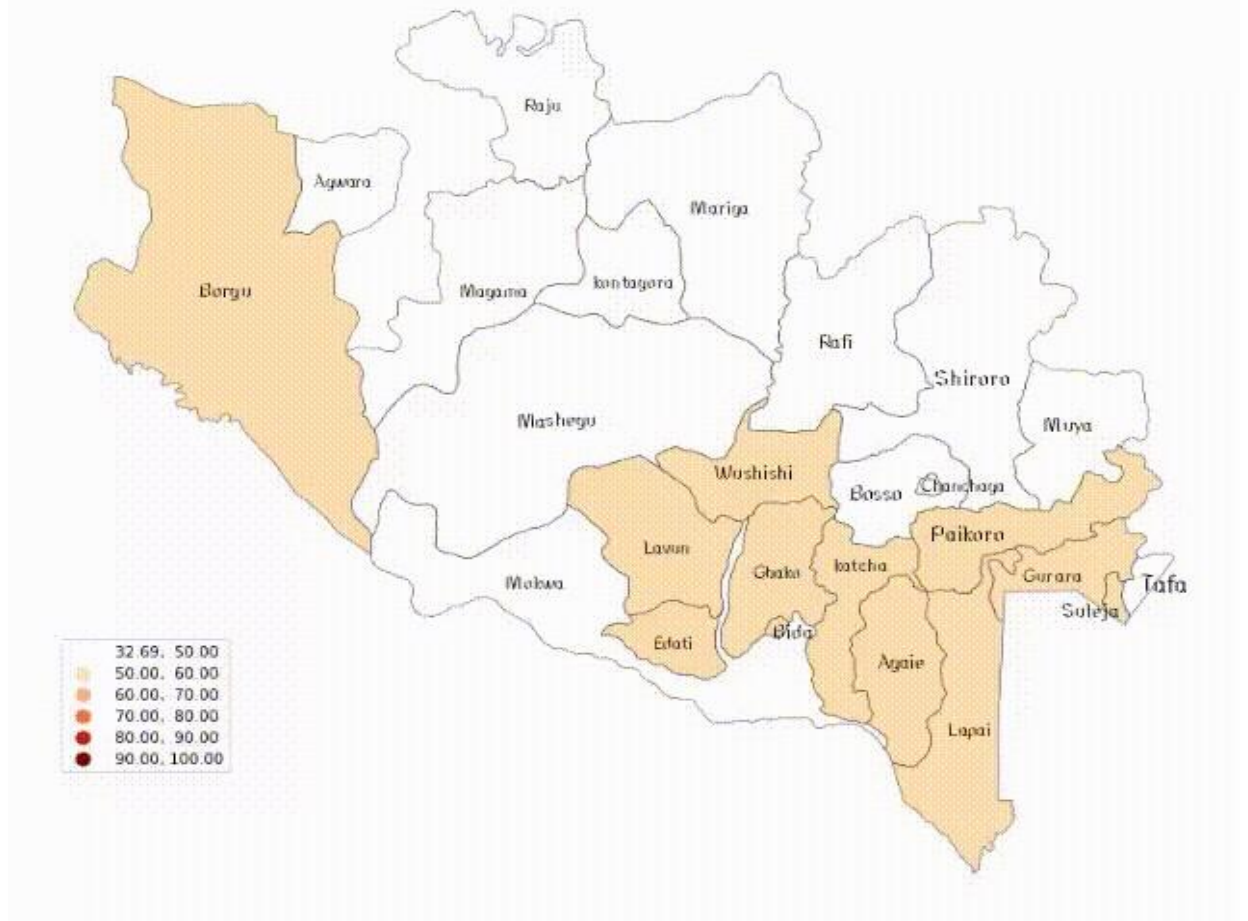 Raju
Agwara
Mariga
Borgu
Magama
kontagora
Rafi
Shiroro
Mashegu
Muya
Wushishi
Bosso
Chanchaga
Paikoro
Lavun
Gbako
katcha
Gurara
Mokwa
Tafa
Suleja
Bida
Edati
Agaie
Lapai
32.69, 50.00
50.00, 60.00
60.00, 70.00
70.00, 80.00
80.00, 90.00
90.00, 100.00